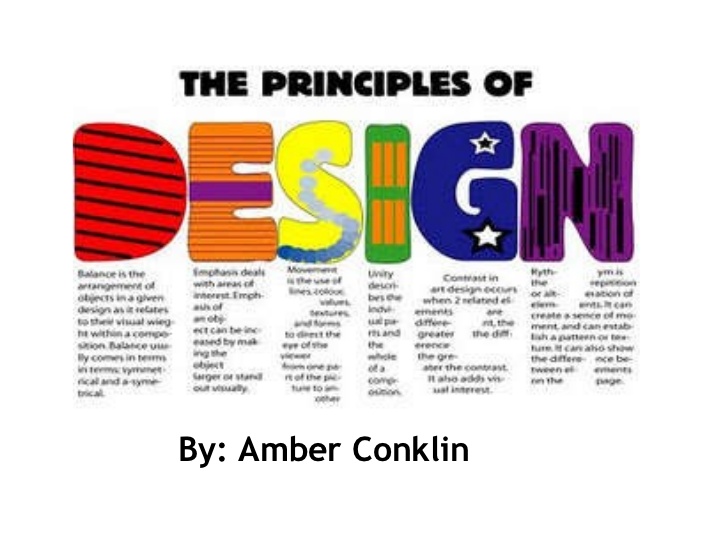 THE PRINCIPLES OF
DESIGN
Balance is the
arrangement of
objects in a given
design as it relates
to their visual wieg-
ht within a compo-
sition. Balance usu-
lly comes in terms
in terms; symmet-
rical and a-syme-
trical.
Emphasis deals
with areas of
interest. Emph-
asis of
an obj-
ect can be inc-
eased by mak-
ing the
object
larger or stand
out visually.
Movement
is the use of
lines, colour,
values,
textures,
and forms
to direct the
eye of the
viewer
from one pa-
rt of the pic-
ture to an-
other
Unity
descri-
bes the
indvi-
ual pa-
rts and
the
whole
of a
comp-
osition.
Contrast in
art design occurs
when 2 related el-
ements are
differe- nt, the
greater the diff-
erence
the gre-
ater the contrast.
It also adds vis-
ual interest.
Ryth- ym is
the repitition
or alt- eration of
elem- ents. It can
create a sence of mo-
ment, and can estab-
lish a pattern or tex-
ture. It can also show
the differe- nce be-
tween el- ements
on the page.
By: Amber Conklin